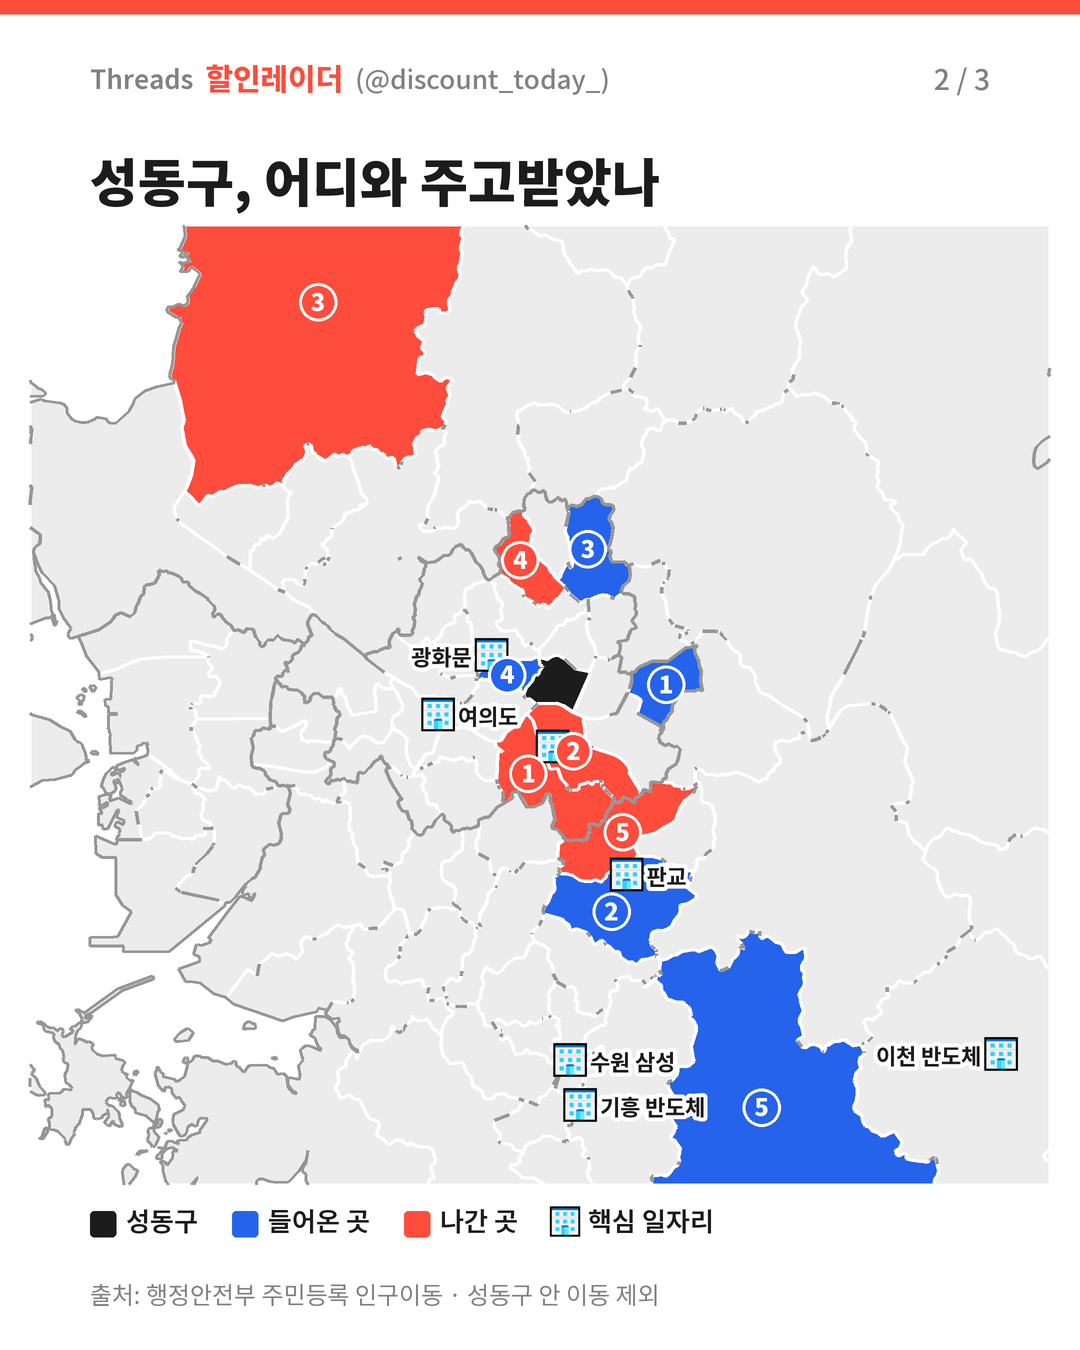 Threads 할인레이더 (@discount_today_)
2 / 3
성동구, 어디와 주고받았나
3
4
3
광화문
4
1
여의도
2
1
5
판교
2
수원 삼성
이천 반도체
기흥 반도체
5
성동구 들어온 곳 나간 곳 핵심 일자리
출처: 행정안전부 주민등록 인구이동 · 성동구 안 이동 제외